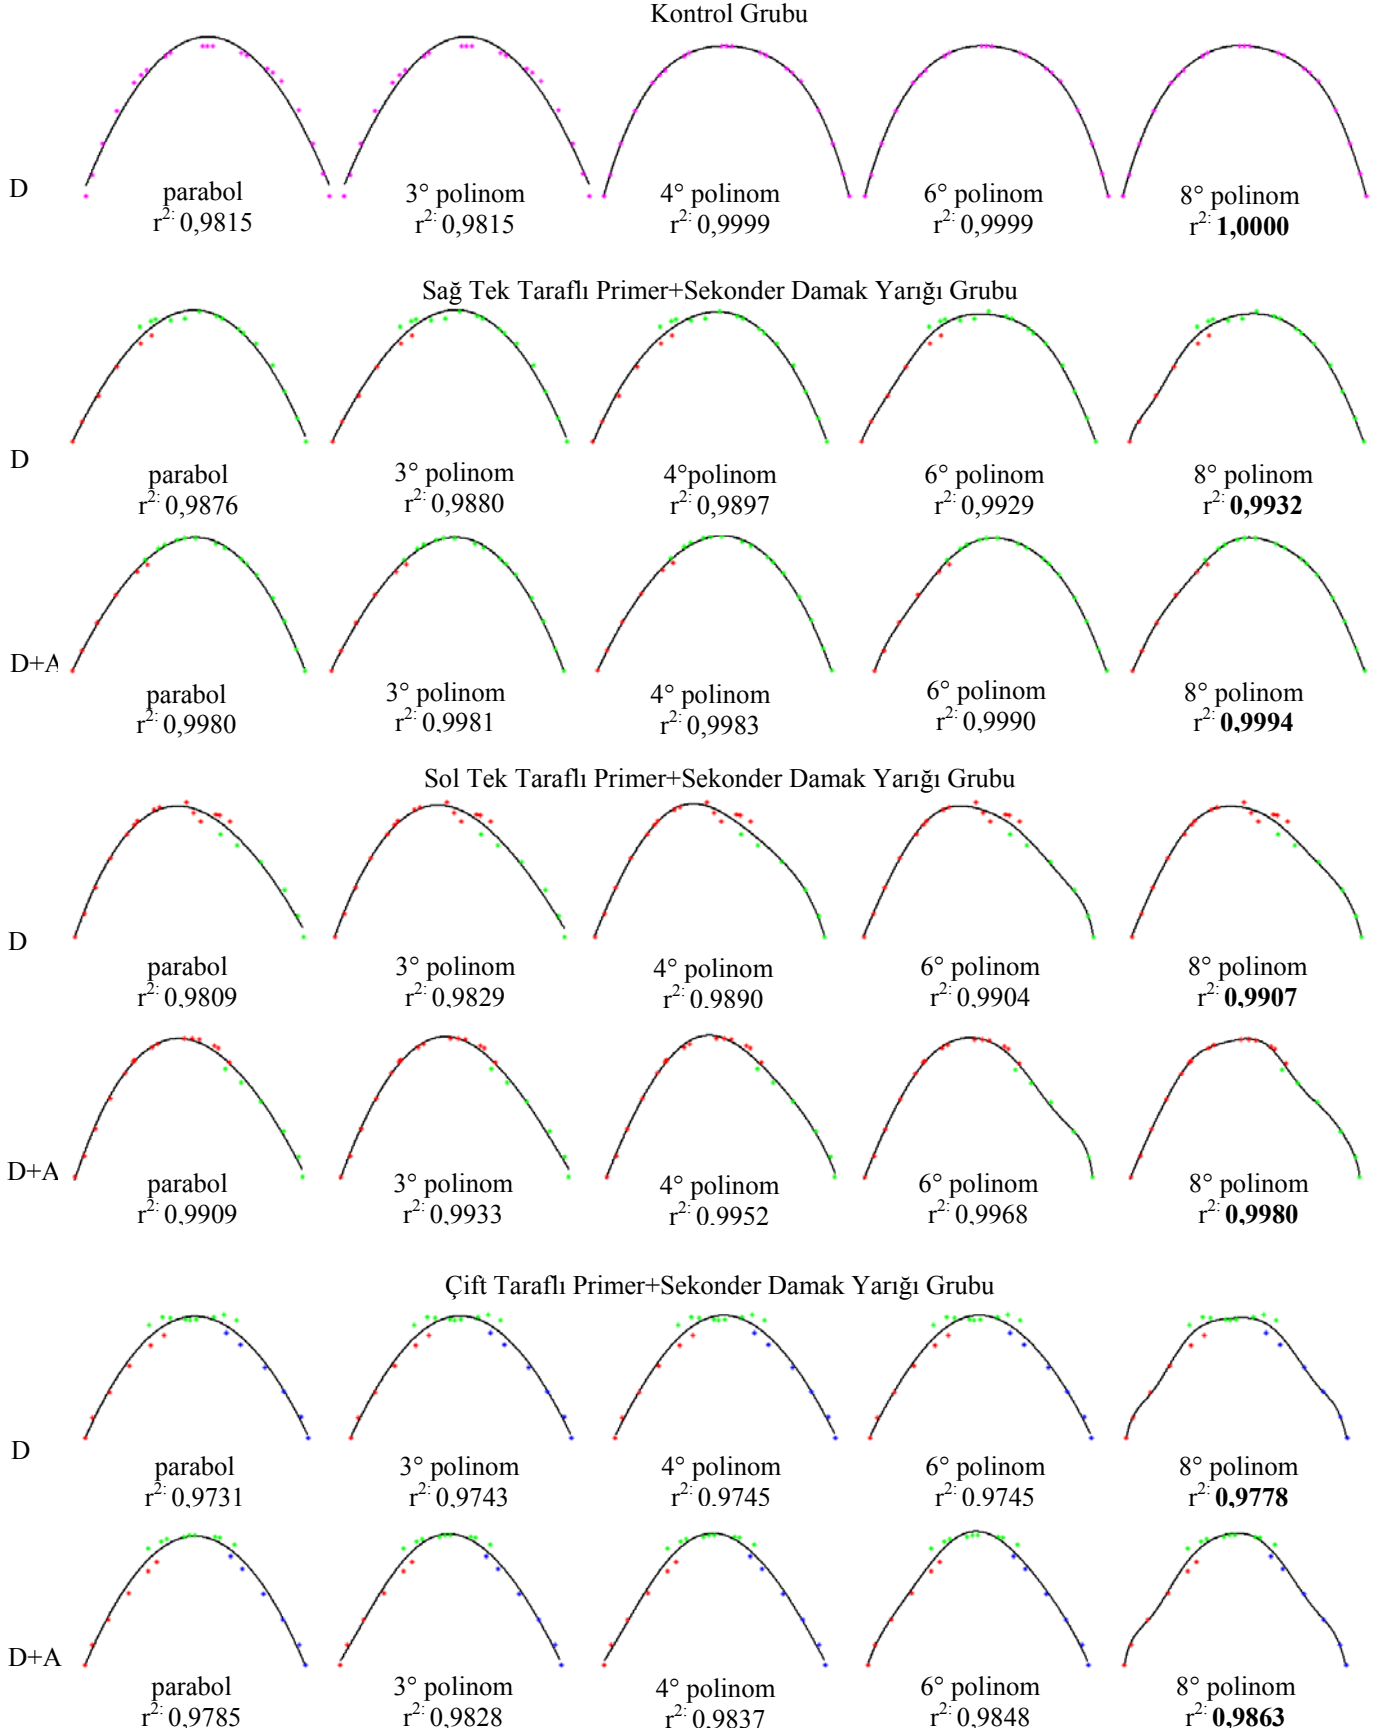 Kontrol Grubu
D
parabol 3° polinom 4° polinom 6° polinom 8° polinom
r²: 0,9815 r²: 0,9815 r²: 0,9999 r²: 0,9999 r²: 1,0000
Sağ Tek Taraflı Primer+Sekonder Damak Yarığı Grubu
D
parabol 3° polinom 4°polinom 6° polinom 8° polinom
r²: 0,9876 r²: 0,9880 r²: 0,9897 r²: 0,9929 r²: 0,9932
D+A
parabol 3° polinom 4° polinom 6° polinom 8° polinom
r²: 0,9980 r²: 0,9981 r²: 0,9983 r²: 0,9990 r²: 0,9994
Sol Tek Taraflı Primer+Sekonder Damak Yarığı Grubu
D
parabol 3° polinom 4° polinom 6° polinom 8° polinom
r²: 0,9809 r²: 0,9829 r²: 0,9890 r²: 0,9904 r²: 0,9907
D+A
parabol 3° polinom 4° polinom 6° polinom 8° polinom
r²: 0,9909 r²: 0,9933 r²: 0,9952 r²: 0,9968 r²: 0,9980
Çift Taraflı Primer+Sekonder Damak Yarığı Grubu
D
parabol 3° polinom 4° polinom 6° polinom 8° polinom
r²: 0,9731 r²: 0,9743 r²: 0,9745 r²: 0,9745 r²: 0,9778
D+A
parabol 3° polinom 4° polinom 6° polinom 8° polinom
r²: 0,9785 r²: 0,9828 r²: 0,9837 r²: 0,9848 r²: 0,9863